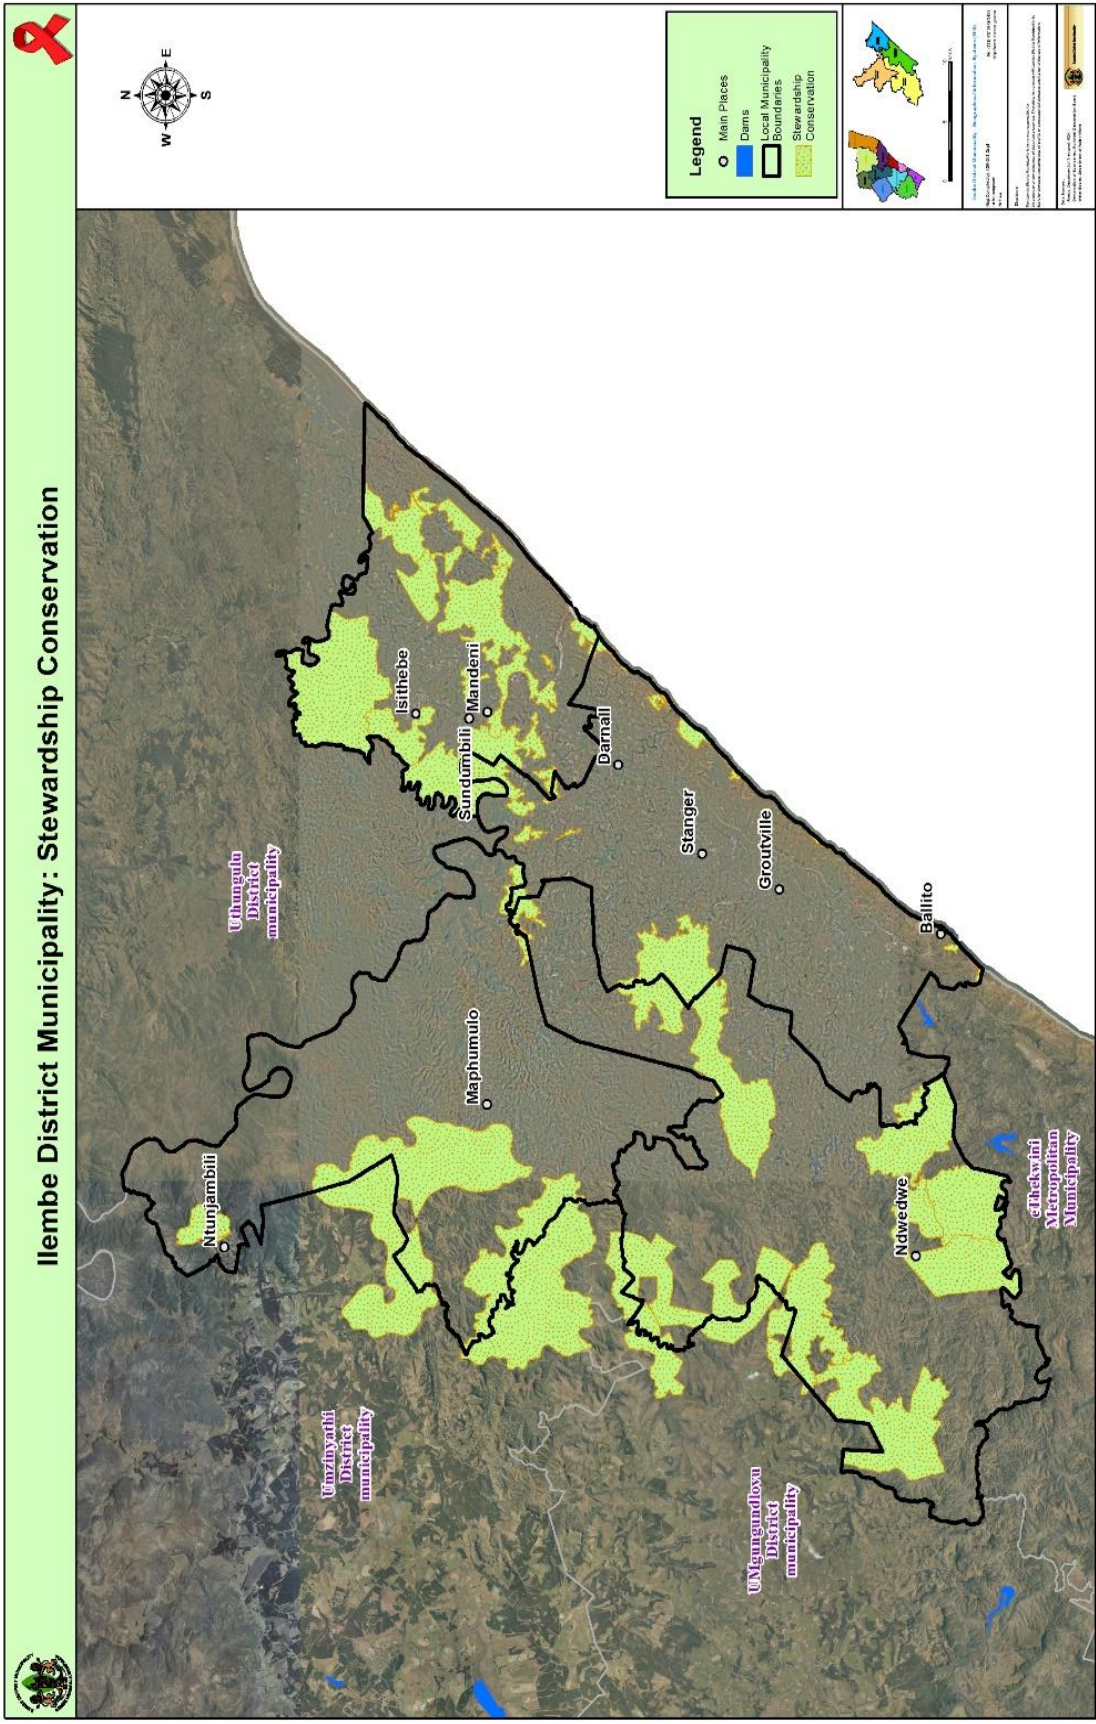 Ilembe District Municipality: Stewardship Conservation
N
E
S
W
Legend
Main Places
Dams
Local Municipality
Boundaries
Stewardship
Conservation
Uthungulu
District
municipality
Umzinyathi
District
municipality
UMgungundlovu
District
municipality
eThekwini
Metropolitan
Municipality
Ntunjambili
Maphumulo
Isithebe
Sundumbili
Mandeni
Darnall
Stanger
Groutville
Ballito
Ndwedwe